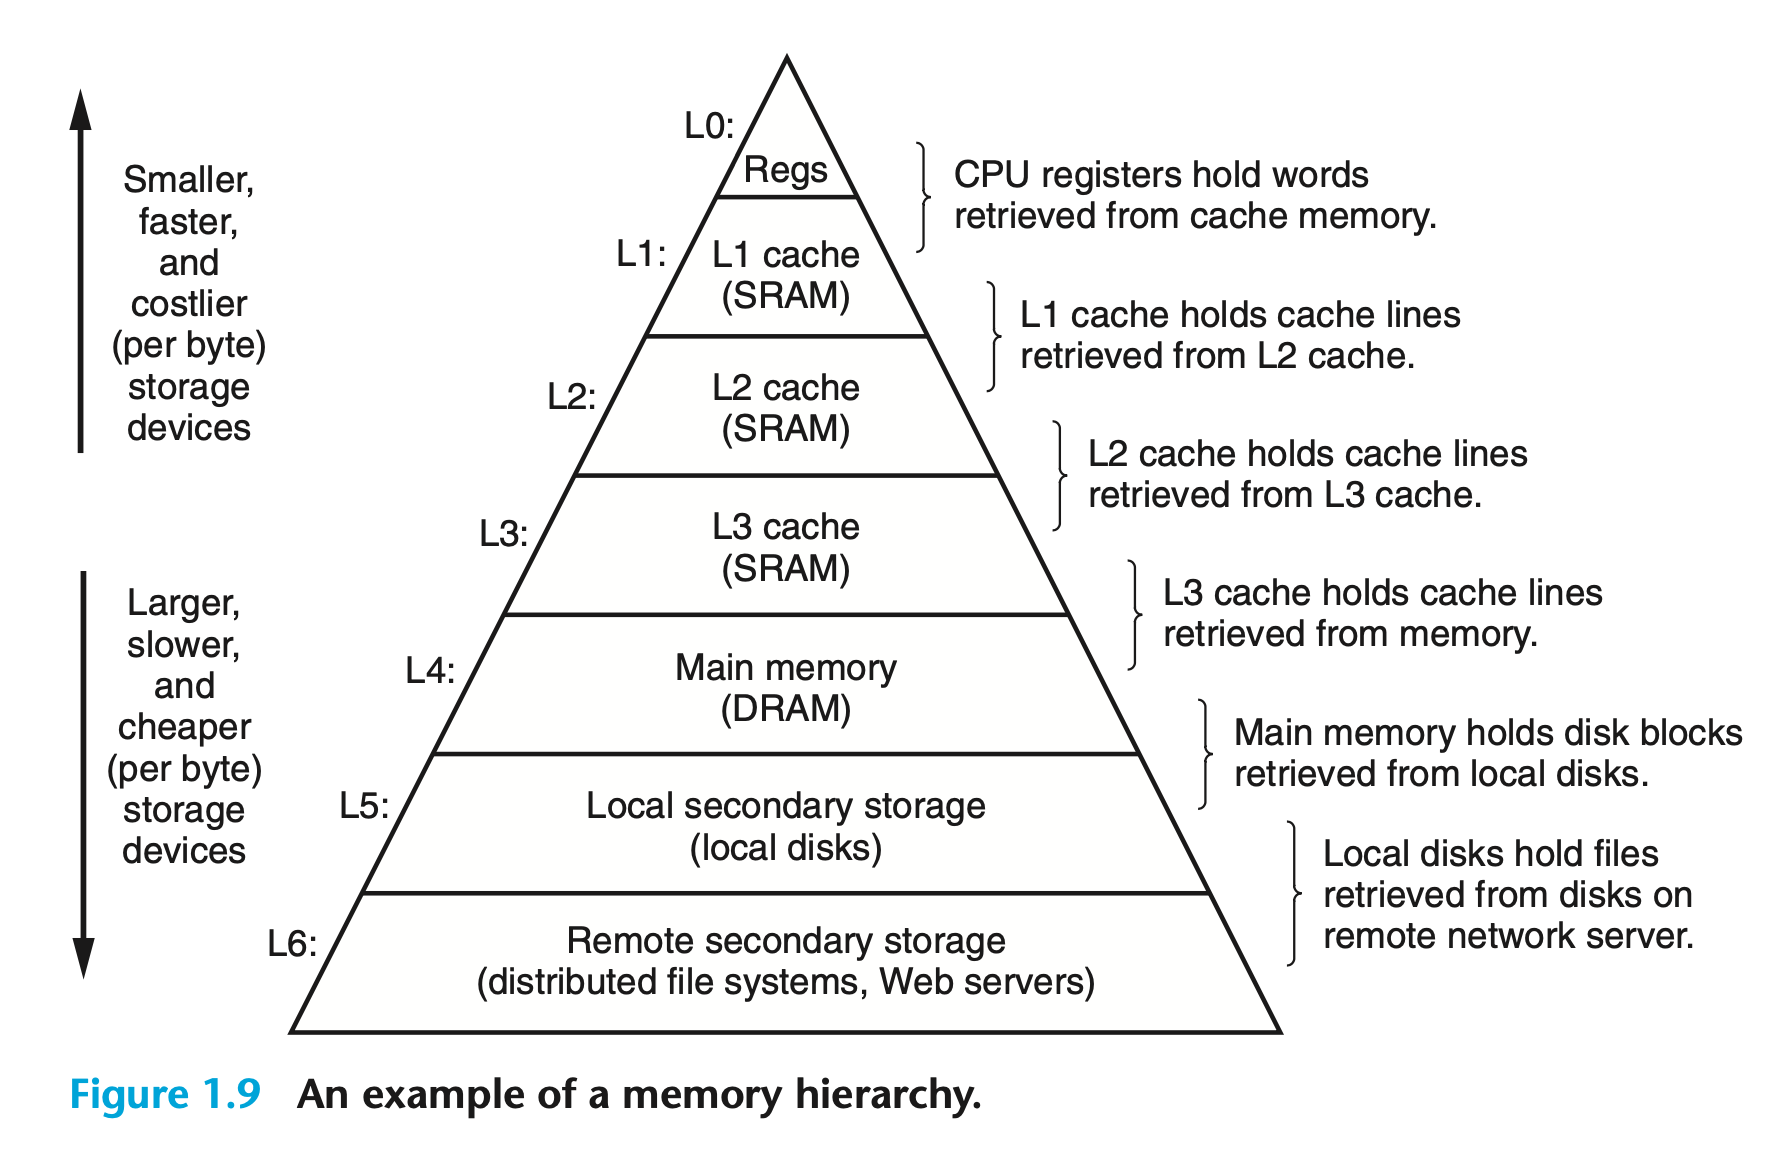 L0:
Regs
CPU registers hold words
retrieved from cache memory.
Smaller,
faster,
and
costlier
(per byte)
storage
devices
L1:
L1 cache
(SRAM)
L1 cache holds cache lines
retrieved from L2 cache.
L2:
L2 cache
(SRAM)
L2 cache holds cache lines
retrieved from L3 cache.
L3:
L3 cache
(SRAM)
L3 cache holds cache lines
retrieved from memory.
Larger,
slower,
and
cheaper
(per byte)
storage
devices
L4:
Main memory
(DRAM)
Main memory holds disk blocks
retrieved from local disks.
L5:
Local secondary storage
(local disks)
Local disks hold files
retrieved from disks on
remote network server.
L6:
Remote secondary storage
(distributed file systems, Web servers)
Figure 1.9 An example of a memory hierarchy.